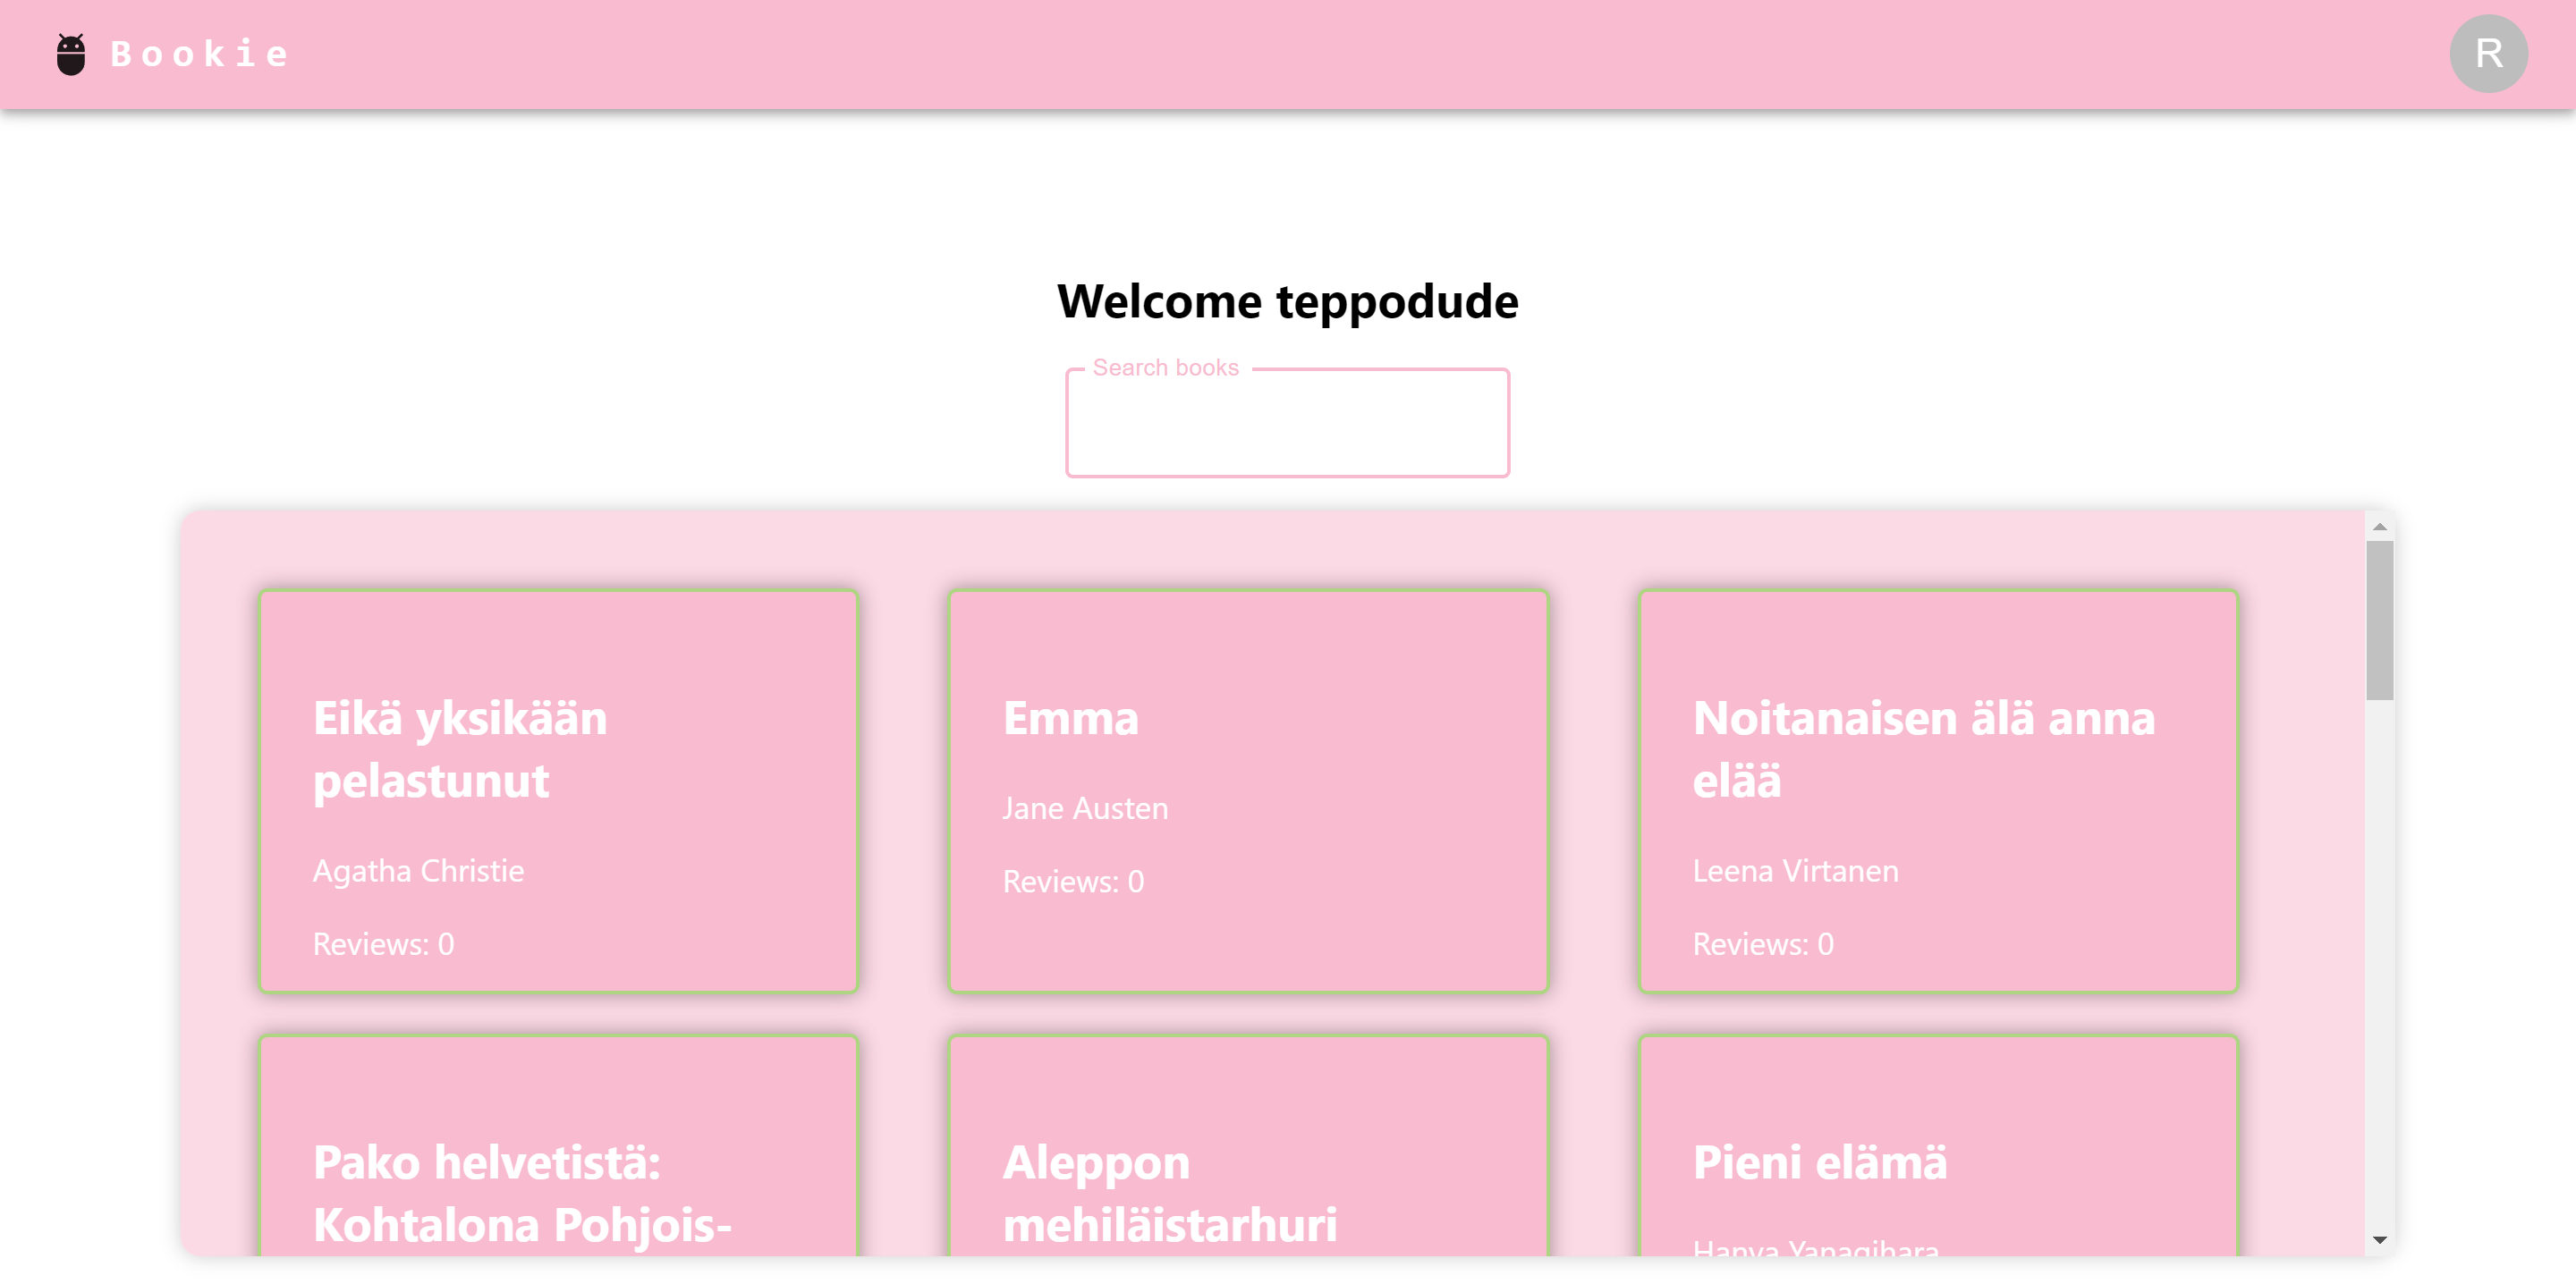 Bookie
R
Welcome teppodude
Search books
Eikä yksikään
pelastunut
Agatha Christie
Reviews: 0
Emma
Jane Austen
Reviews: 0
Noitanaisen älä anna
elää
Leena Virtanen
Reviews: 0
Pako helvetistä:
Kohtalona Pohjois-
Aleppon
mehiläistarhuri
Pieni elämä
Hanya Yanagihara